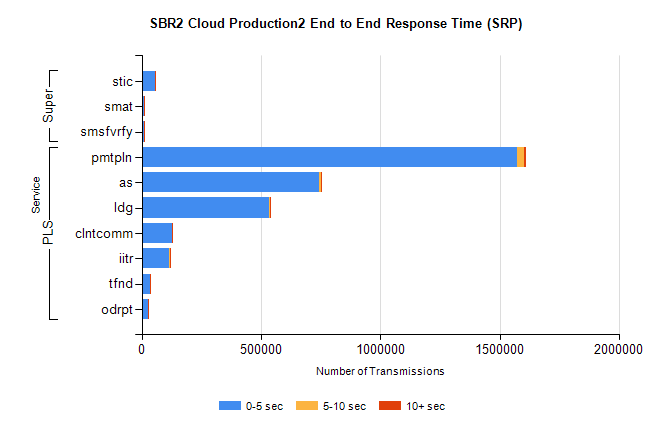 SBR2 Cloud Production2 End to End Response Time (SRP)
Service
Super
stic
smat
smsfvrfy
PLS
pmtpln
as
ldg
clntcomm
iitr
tfnd
odrpt
0 500000 1000000 1500000 2000000
Number of Transmissions
0-5 sec 5-10 sec 10+ sec